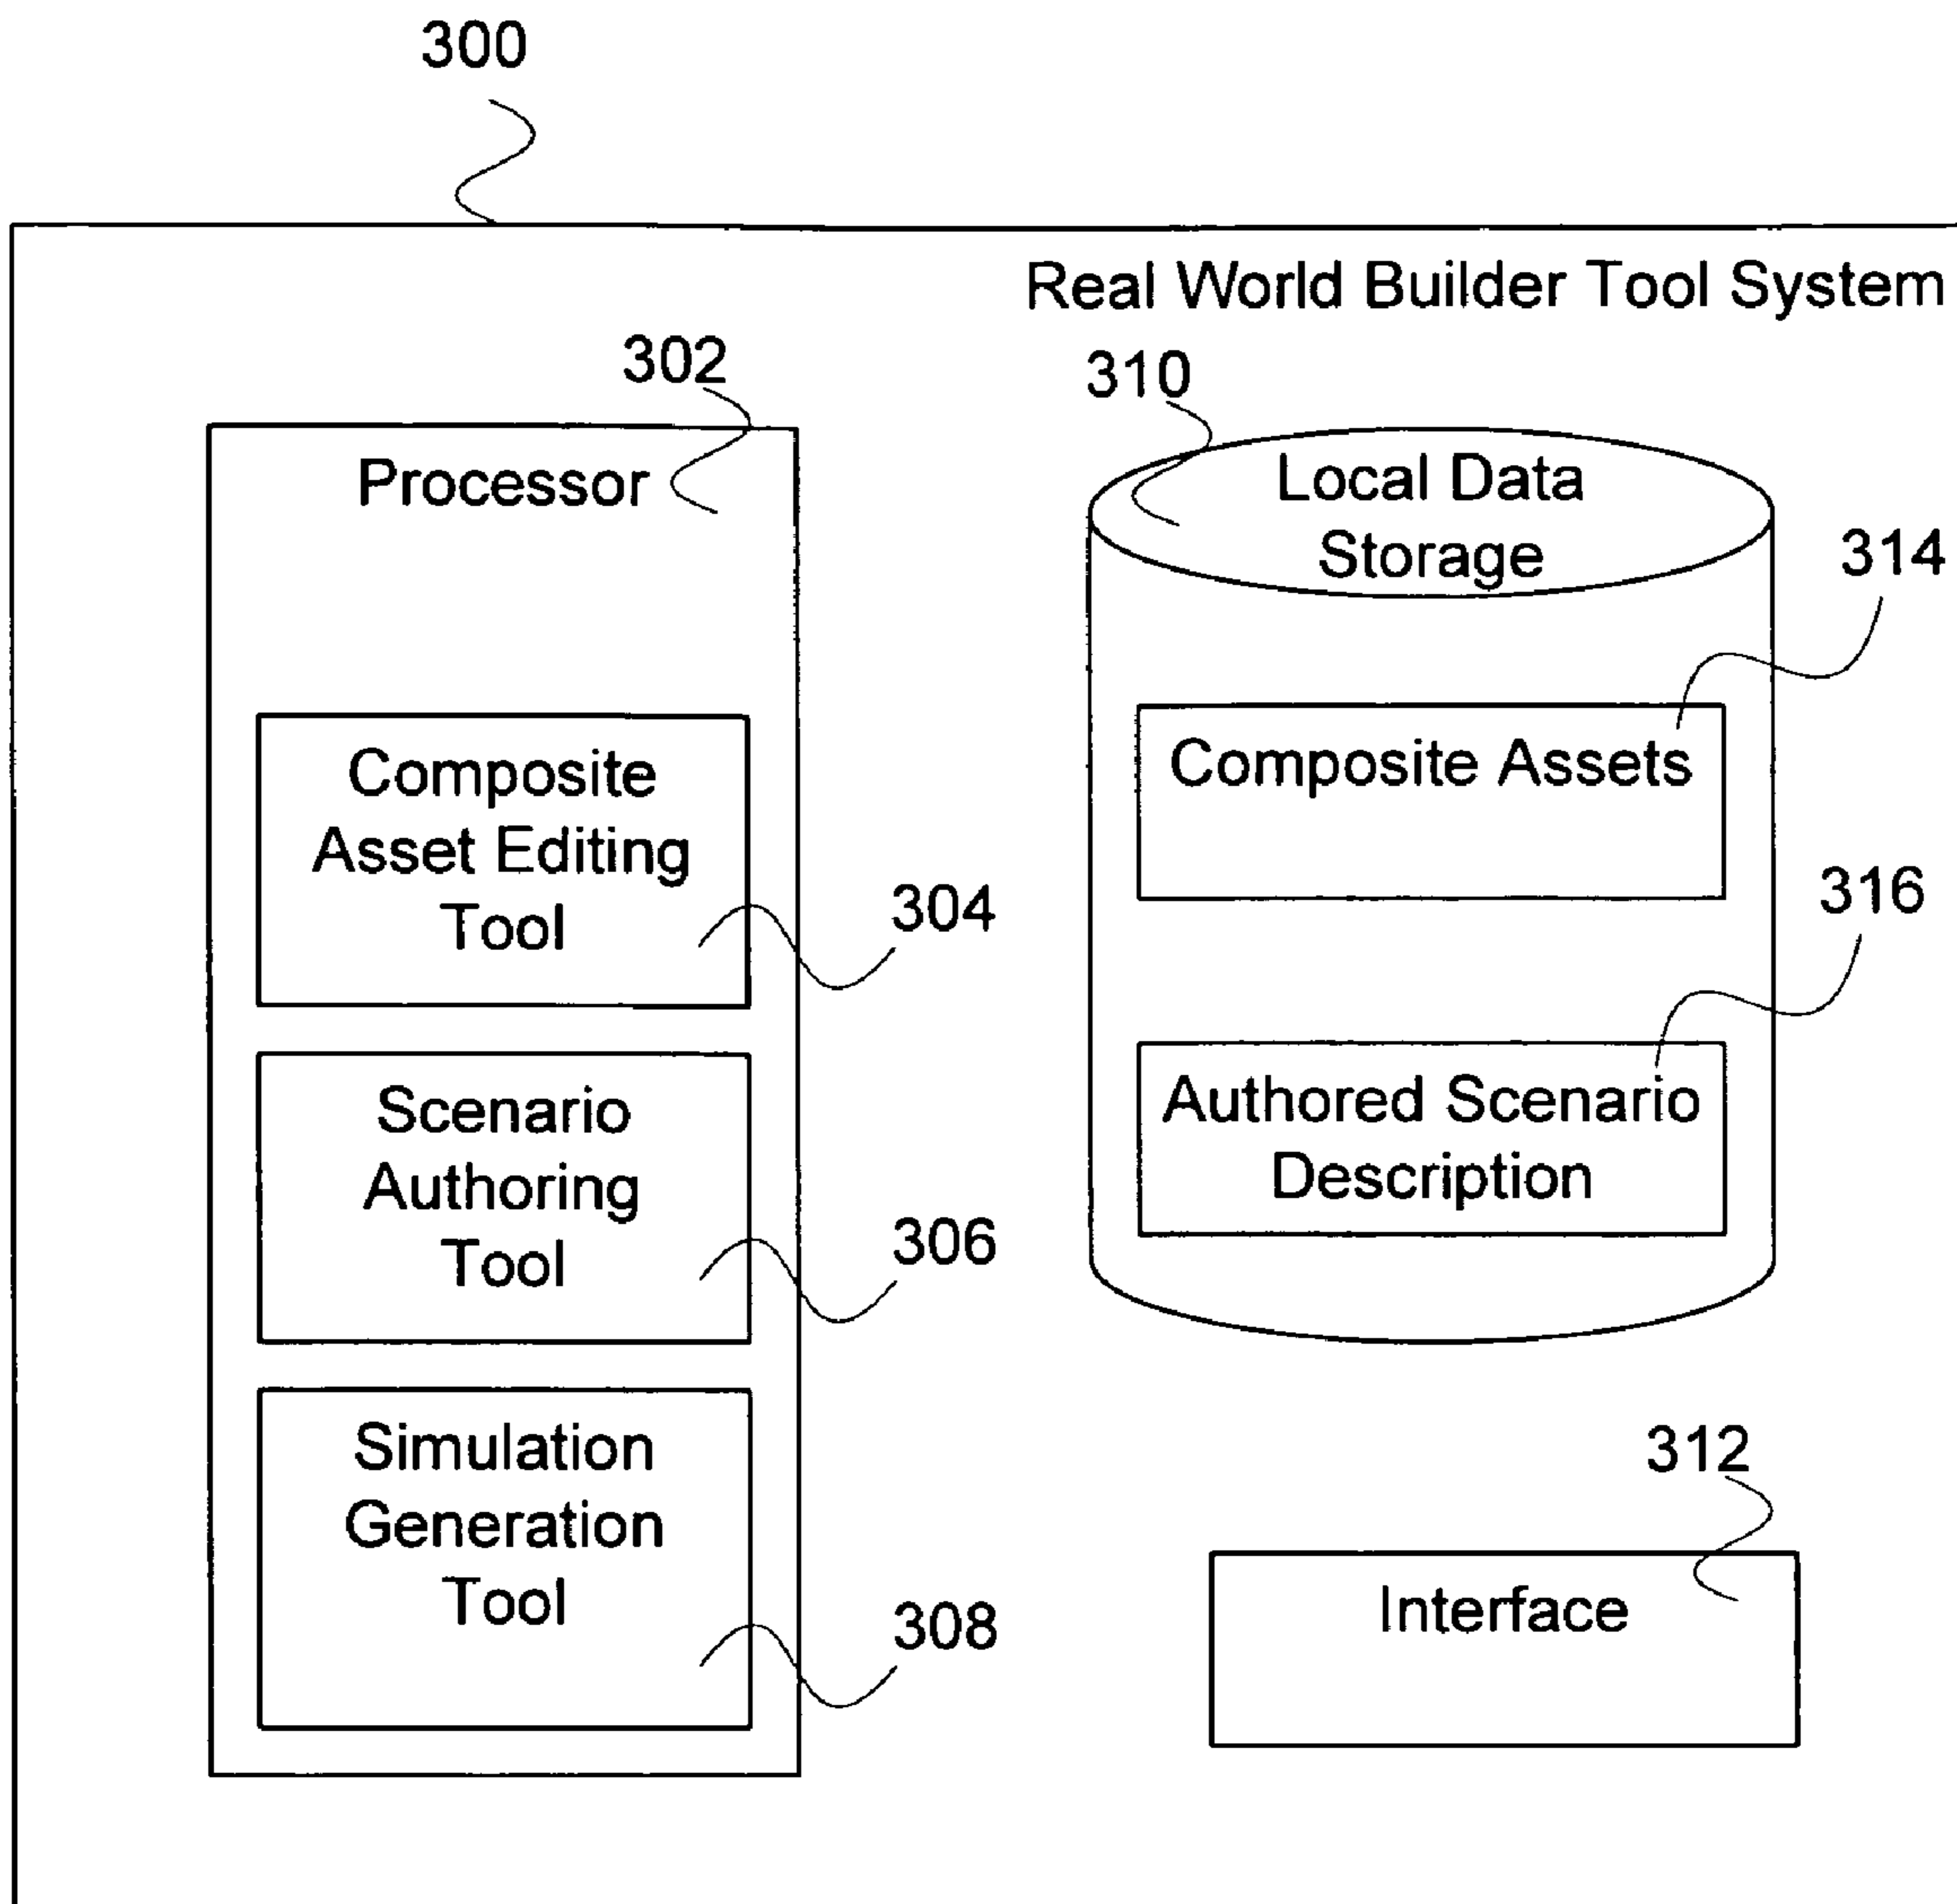 300
Real World Builder Tool System
302
Processor
Composite
Asset Editing
Tool
304
Scenario
Authoring
Tool
306
Simulation
Generation
Tool
308
310
Local Data
Storage
314
Composite Assets
316
Authored Scenario
Description
312
Interface